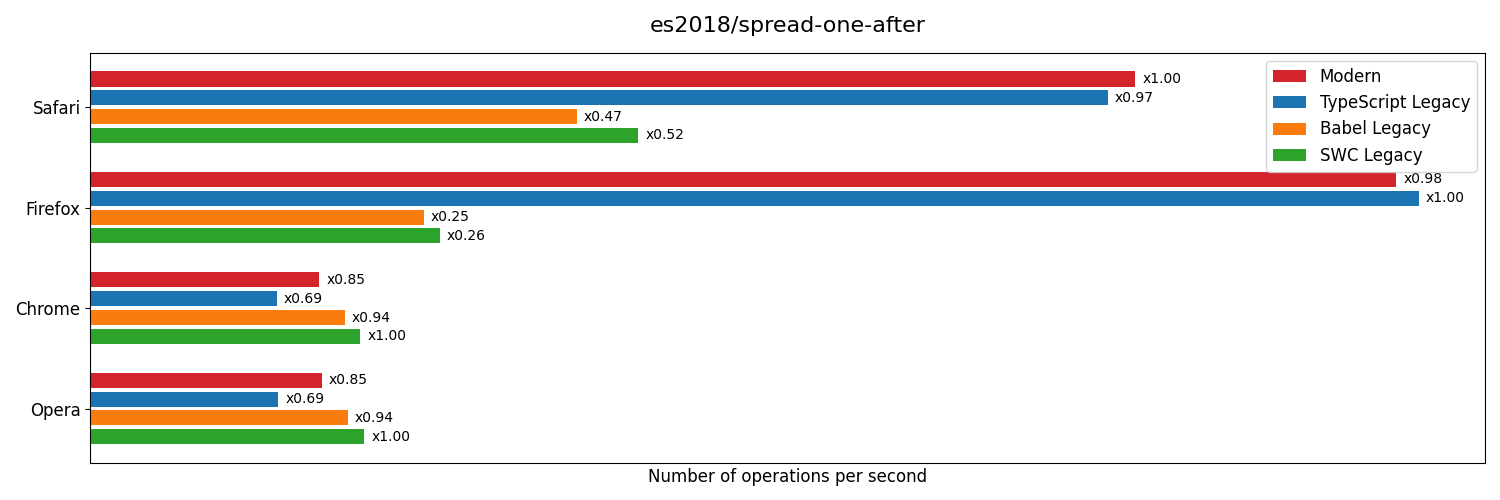 es2018/spread-one-after
Modern
TypeScript Legacy
Babel Legacy
SWC Legacy
Safari
x1.00
x0.97
x0.47
x0.52
Firefox
x0.98
x1.00
x0.25
x0.26
Chrome
x0.85
x0.69
x0.94
x1.00
Opera
x0.85
x0.69
x0.94
x1.00
Number of operations per second